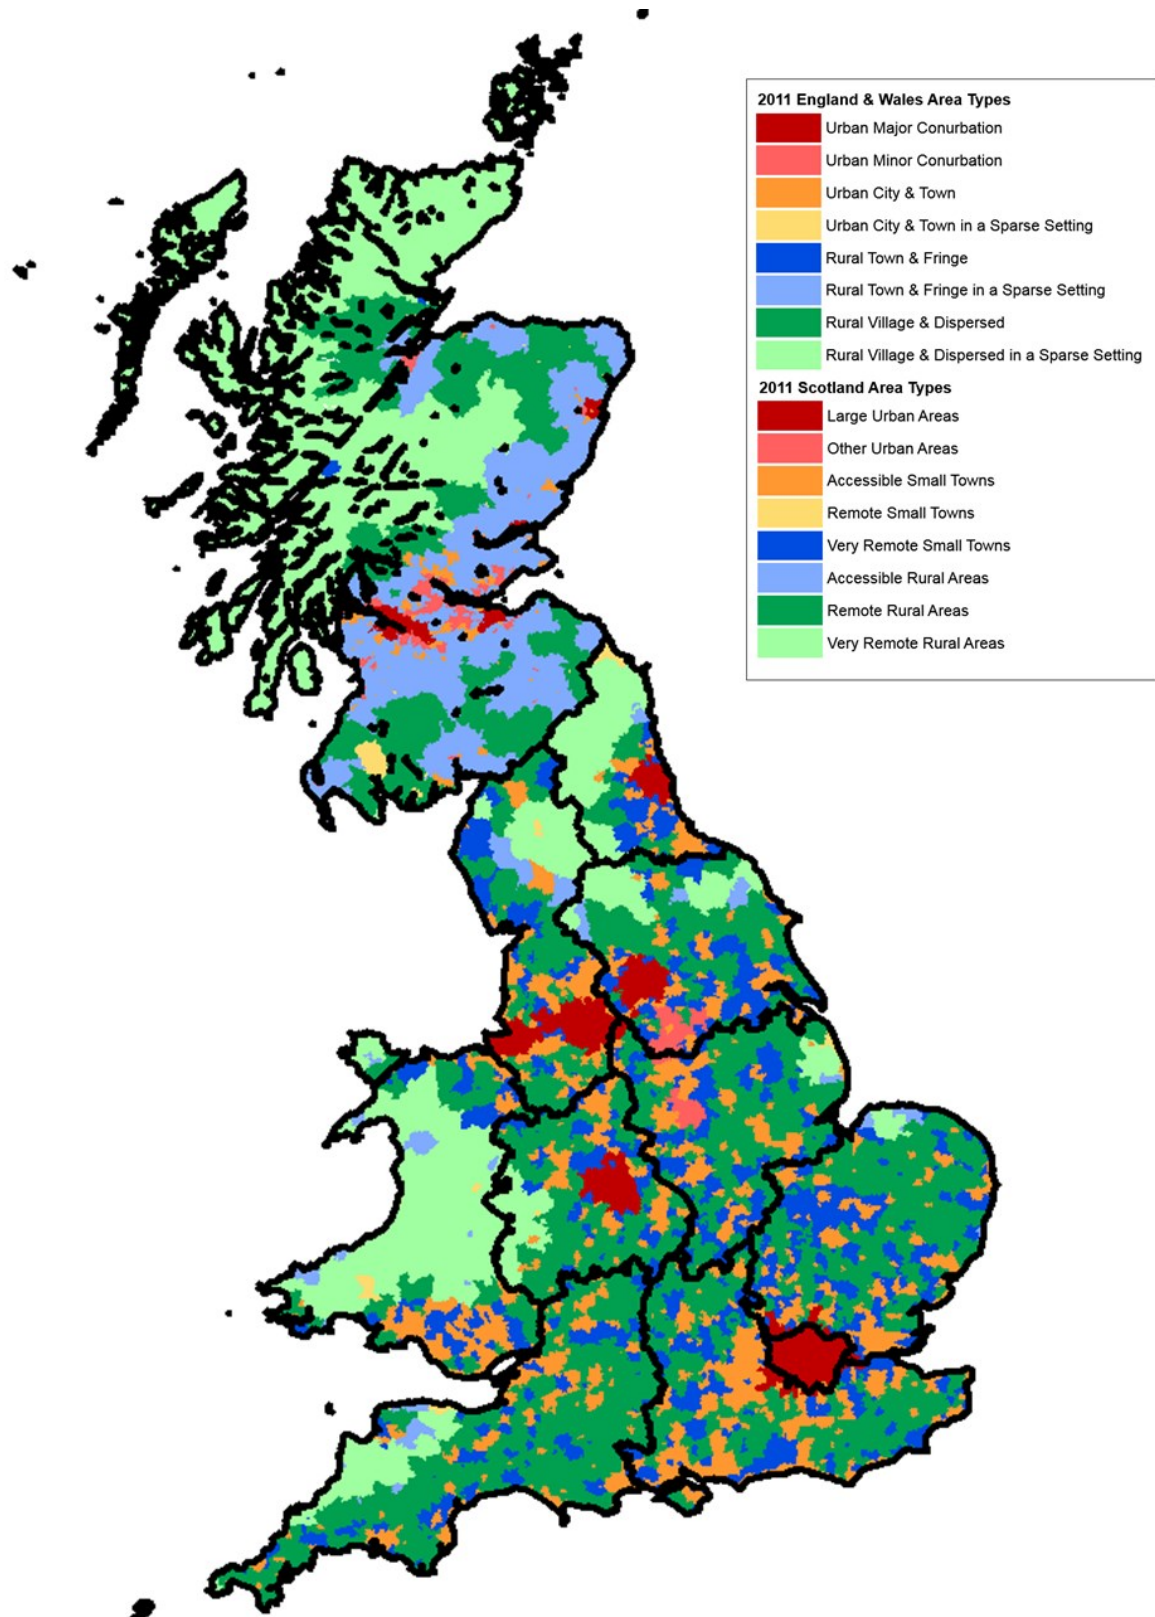 2011 England & Wales Area Types
Urban Major Conurbation
Urban Minor Conurbation
Urban City & Town
Urban City & Town in a Sparse Setting
Rural Town & Fringe
Rural Town & Fringe in a Sparse Setting
Rural Village & Dispersed
Rural Village & Dispersed in a Sparse Setting
2011 Scotland Area Types
Large Urban Areas
Other Urban Areas
Accessible Small Towns
Remote Small Towns
Very Remote Small Towns
Accessible Rural Areas
Remote Rural Areas
Very Remote Rural Areas